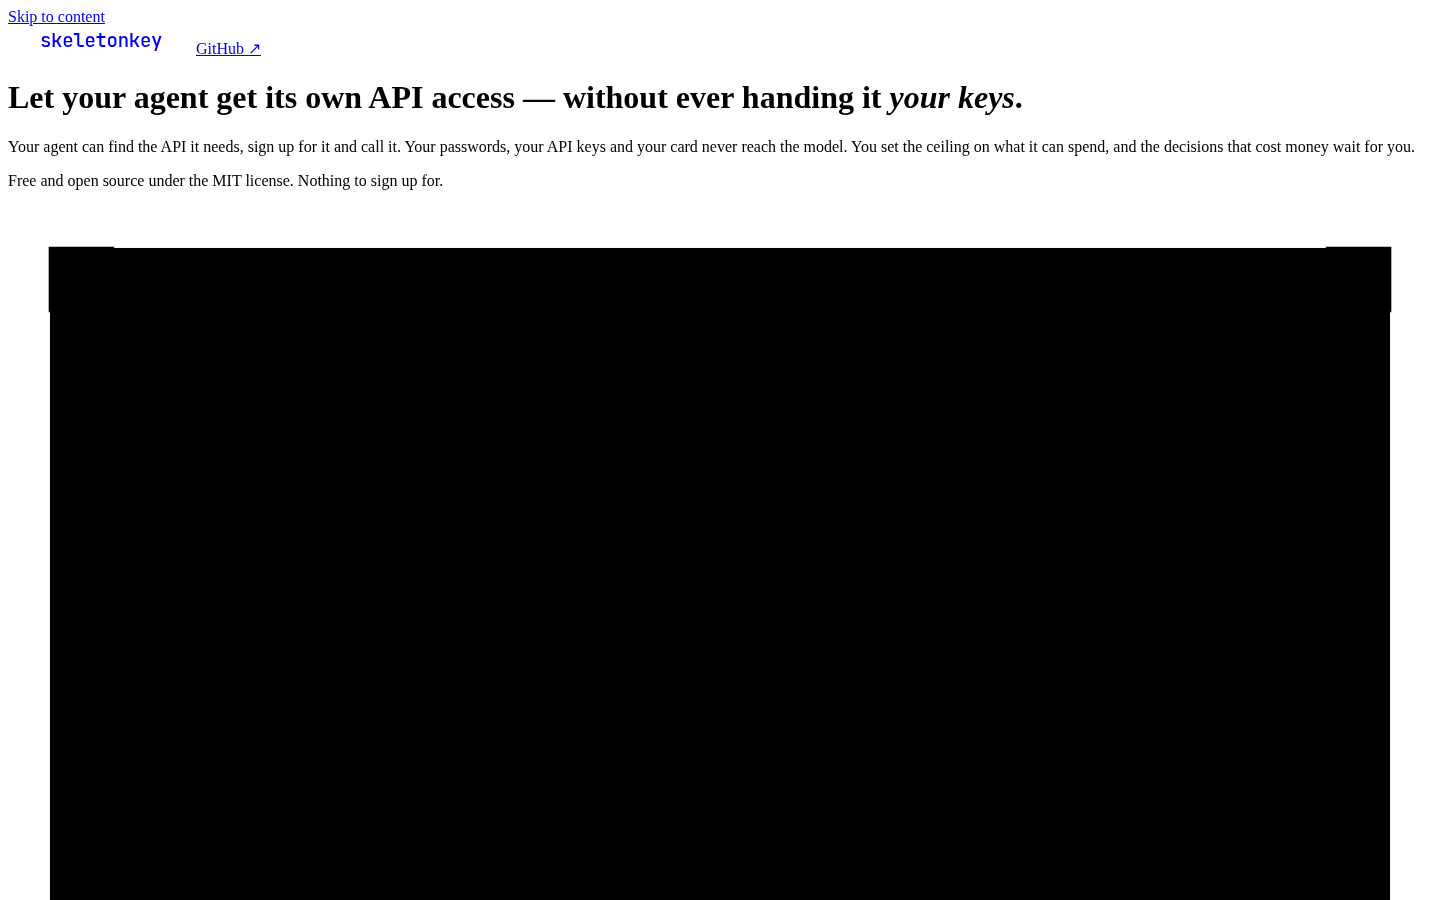 Skip to content
skeletonkey GitHub ↗
Let your agent get its own API access — without ever handing it your keys.
Your agent can find the API it needs, sign up for it and call it. Your passwords, your API keys and your card never reach the model. You set the ceiling on what it can spend, and the decisions that cost money wait for you.
Free and open source under the MIT license. Nothing to sign up for.